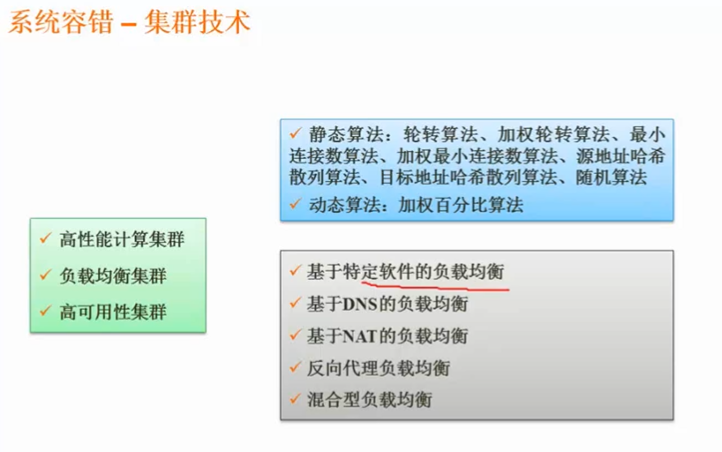 系统容错 – 集群技术
✓ 静态算法：轮转算法、加权轮转算法、最小
连接数算法、加权最小连接数算法、源地址哈希
散列算法、目标地址哈希散列算法、随机算法
✓ 动态算法：加权百分比算法
✓ 高性能计算集群
✓ 负载均衡集群
✓ 高可用性集群
✓ 基于特定软件的负载均衡
✓ 基于DNS的负载均衡
✓ 基于NAT的负载均衡
✓ 反向代理负载均衡
✓ 混合型负载均衡